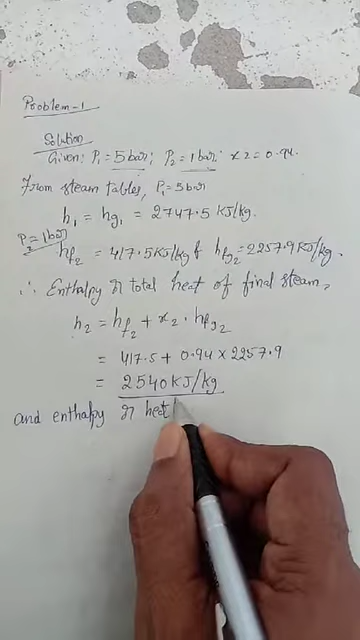 Problem-1
Solution
Given: P₁ = 5 bar; P₂ = 1 bar; x2 = 0.94.
From steam tables, P₁ = 5 bar
h₁ = hg₁ = 2747.5 KJ/kg.
P₂ = 1 bar
hf₂ = 417.5 KJ/kg & hfg₂ = 2257.9 KJ/kg.
∴ Enthalpy or total heat of final steam,
h₂ = hf₂ + x₂ . hfg₂
= 417.5 + 0.94 × 2257.9
= 2540 KJ/kg
and enthalpy or heat